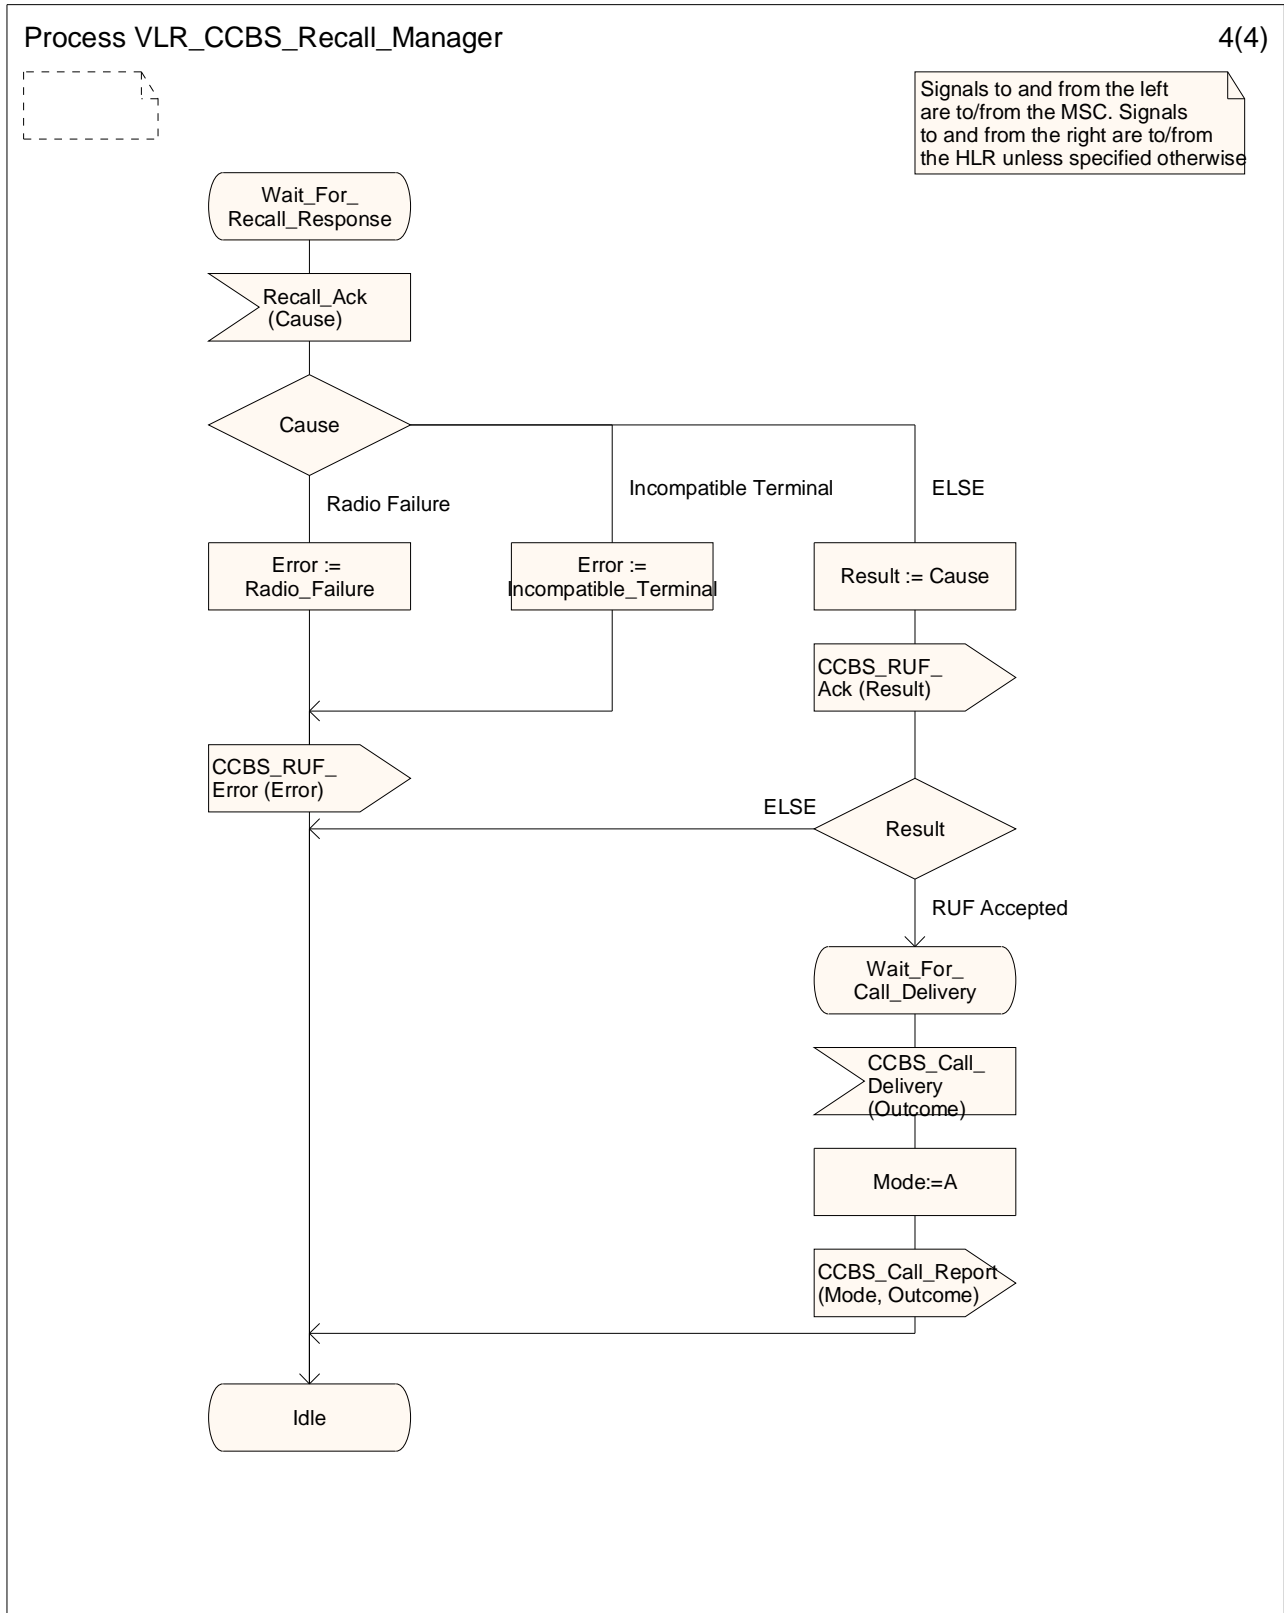 Process VLR_CCBS_Recall_Manager
4(4)
Signals to and from the left
are to/from the MSC. Signals
to and from the right are to/from
the HLR unless specified otherwise
Wait_For_
Recall_Response
Recall_Ack
(Cause)
Cause
Radio Failure
Incompatible Terminal
ELSE
Error :=
Radio_Failure
Error :=
Incompatible_Terminal
Result := Cause
CCBS_RUF_
Ack (Result)
CCBS_RUF_
Error (Error)
ELSE
Result
RUF Accepted
Wait_For_
Call_Delivery
CCBS_Call_
Delivery
(Outcome)
Mode:=A
CCBS_Call_Report
(Mode, Outcome)
Idle